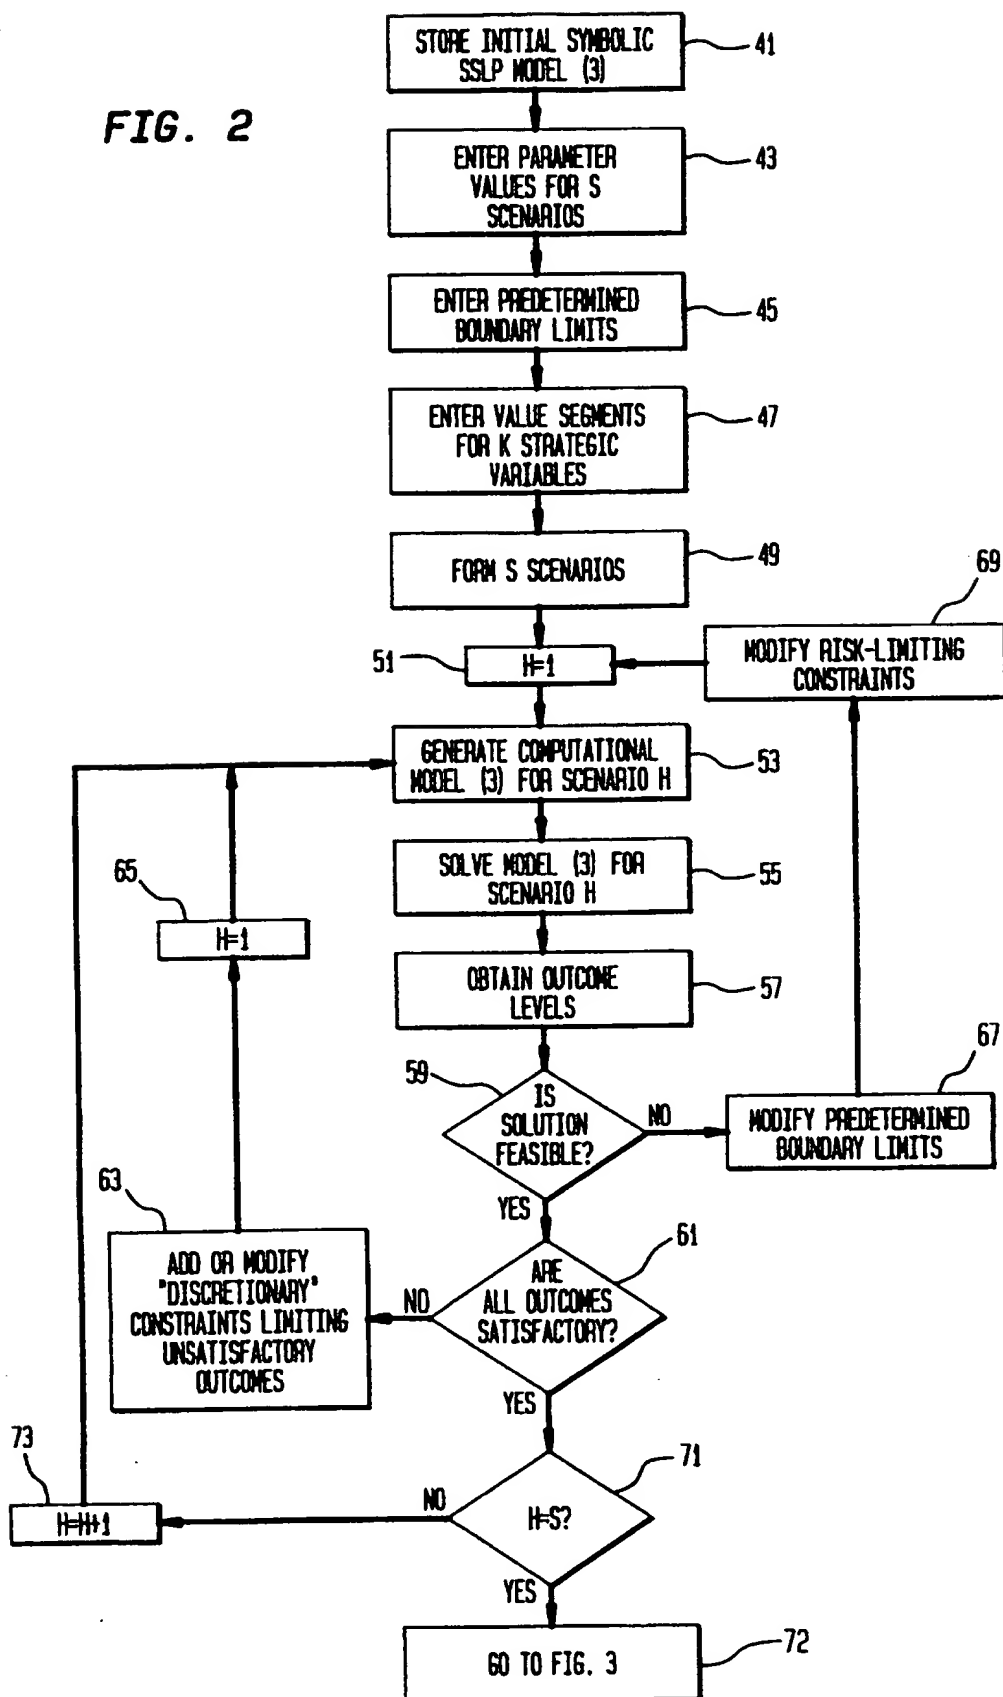 FIG. 2
STORE INITIAL SYMBOLIC
SSLP MODEL (3)
41
ENTER PARAMETER
VALUES FOR S
SCENARIOS
43
ENTER PREDETERMINED
BOUNDARY LIMITS
45
ENTER VALUE SEGMENTS
FOR K STRATEGIC
VARIABLES
47
FORM S SCENARIOS
49
69
51
H=1
MODIFY RISK-LIMITING
CONSTRAINTS
GENERATE COMPUTATIONAL
MODEL (3) FOR SCENARIO H
53
SOLVE MODEL (3) FOR
SCENARIO H
55
65
H=1
OBTAIN OUTCOME
LEVELS
57
59
IS
SOLUTION
FEASIBLE?
NO
67
MODIFY PREDETERMINED
BOUNDARY LIMITS
YES
63
ADD OR MODIFY
"DISCRETIONARY"
CONSTRAINTS LIMITING
UNSATISFACTORY
OUTCOMES
NO
61
ARE
ALL OUTCOMES
SATISFACTORY?
YES
73
H=H+1
NO
71
H=S?
YES
GO TO FIG. 3
72